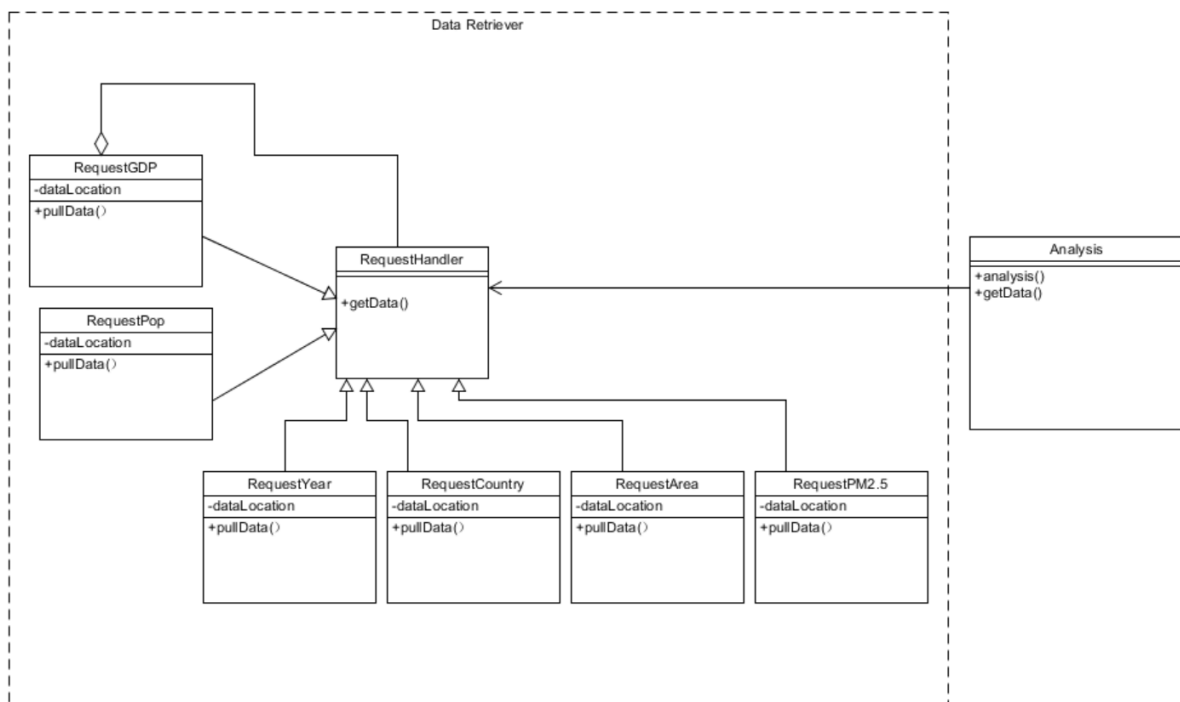 Data Retriever
RequestGDP
-dataLocation
+pullData()
RequestHandler
+getData()
Analysis
+analysis()
+getData()
RequestPop
-dataLocation
+pullData()
RequestYear
-dataLocation
+pullData()
RequestCountry
-dataLocation
+pullData()
RequestArea
-dataLocation
+pullData()
RequestPM2.5
-dataLocation
+pullData()